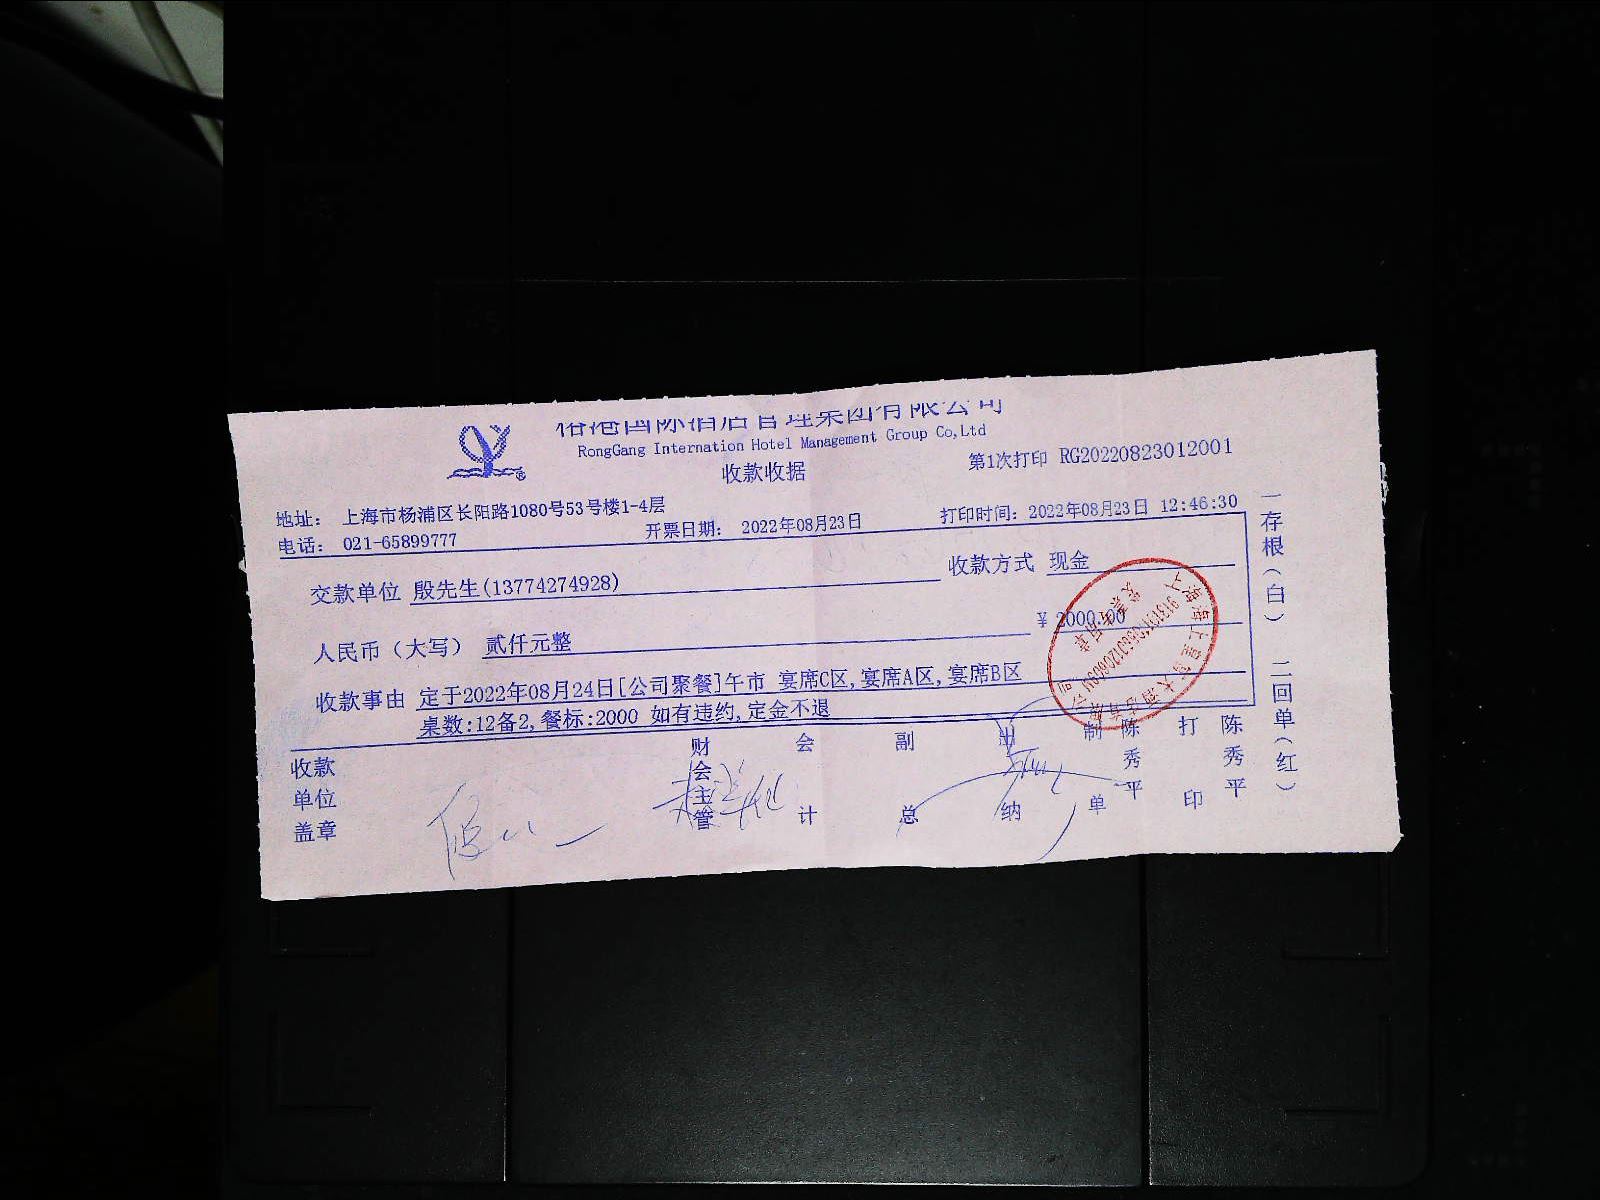 国际酒店管理集团有限公司
RongGang Internation Hotel Management Group Co,Ltd
收款收据
第1次打印 RG20220823012001
地址: 上海市杨浦区长阳路1080号53号楼1-4层
电话: 021-65899777
开票日期: 2022年08月23日
打印时间: 2022年08月23日 12:46:30
交款单位 殷先生(13774274928)
收款方式 现金
人民币(大写) 贰仟元整
¥ 2000.00
收款事由 定于2022年08月24日[公司聚餐]午市 宴席C区,宴席A区,宴席B区
桌数:12备2,餐标:2000 如有违约,定金不退
收款单位盖章
财会主管
会计
副总
出纳
制单
陈秀平
打印
陈秀平
一存根(白) 二回单(红)
发票专用章